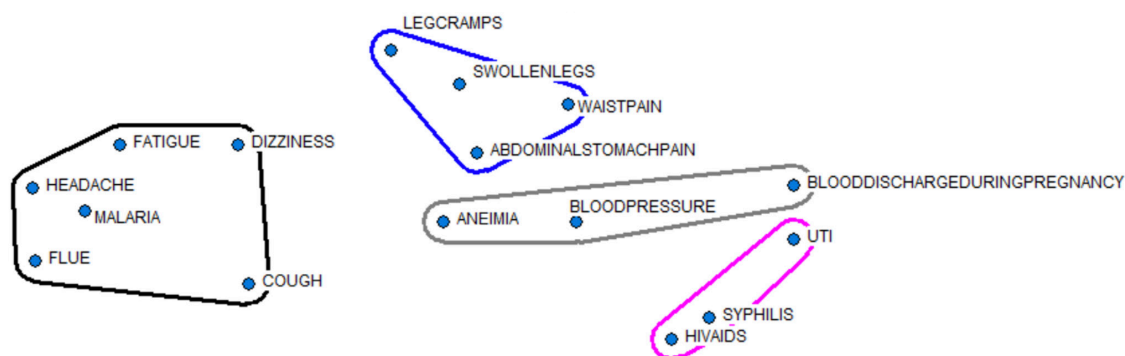 LEGCRAMPS
SWOLLENLEGS
WAISTPAIN
FATIGUE
DIZZINESS
ABDOMINALSTOMACHPAIN
HEADACHE
BLOODDISCHARGEDURINGPREGNANCY
MALARIA
ANEIMIA
BLOODPRESSURE
UTI
FLUE
COUGH
SYPHILIS
HIVAIDS